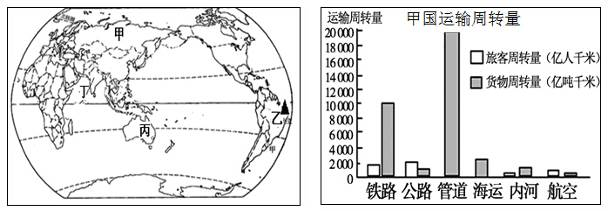 甲
丁
乙
丙
运输周转量
甲国运输周转量
20000
18000
16000
14000
12000
10000
8000
6000
4000
2000
0
旅客周转量(亿人千米)
货物周转量(亿吨千米)
铁路 公路 管道 海运 内河 航空